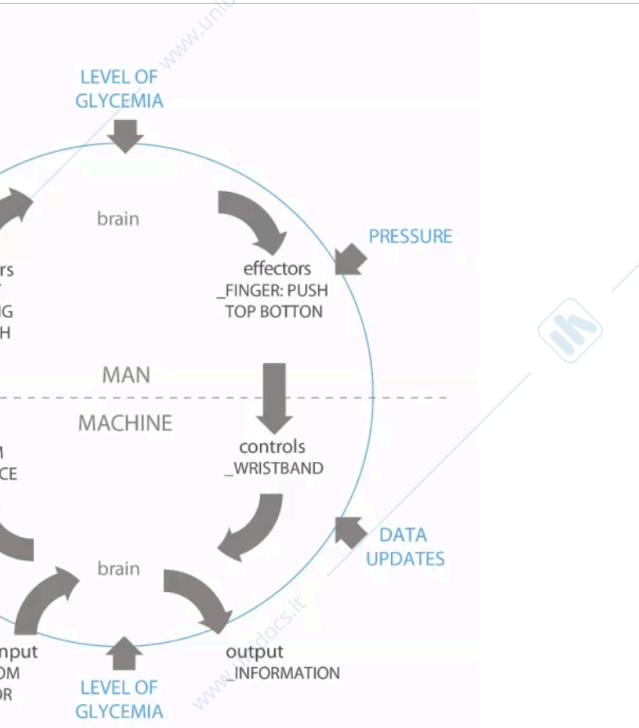 LEVEL OF
GLYCEMIA
brain
PRESSURE
effectors
_FINGER: PUSH
TOP BOTTON
MAN
MACHINE
controls
_WRISTBAND
DATA
UPDATES
brain
output
_INFORMATION
LEVEL OF
GLYCEMIA